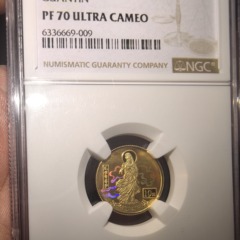 PF 70 ULTRA CAMEO
6336669-009
NUMISMATIC GUARANTY COMPANY
NGC